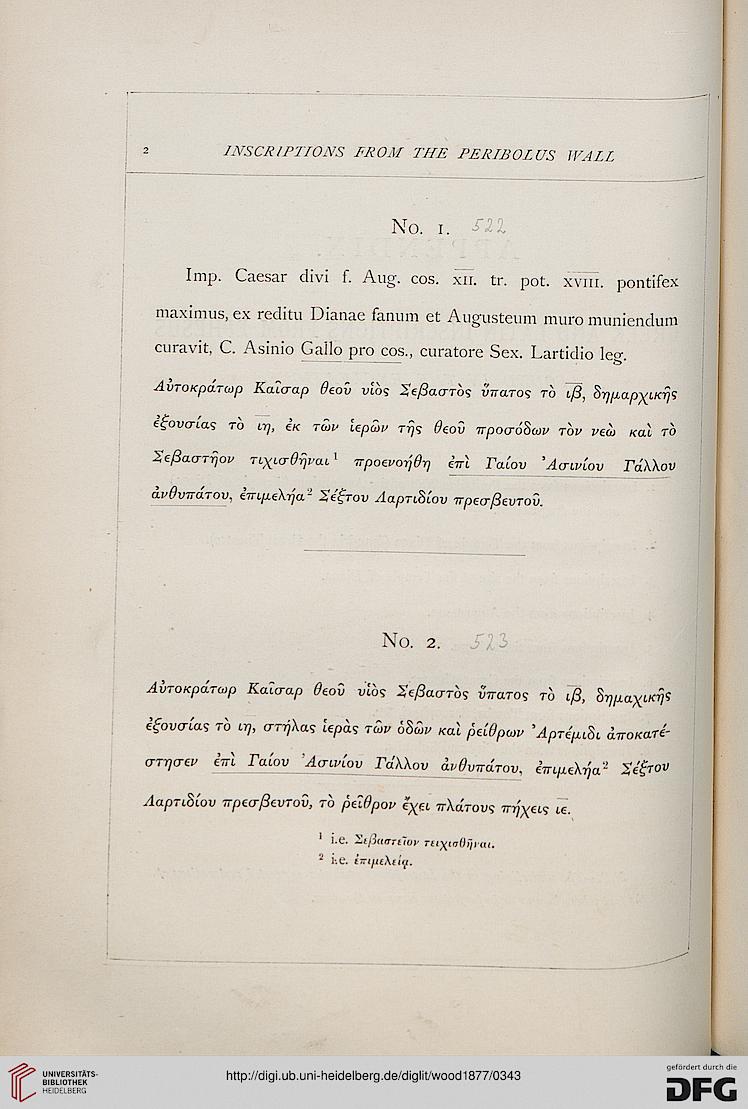 2 INSCRIPTIONS FROM THE PERIBOLUS WALL
No. 1. 522
Imp. Caesar divi f. Aug. cos. x̅i̅i̅. tr. pot. x̅v̅i̅i̅i̅. pontifex
maximus, ex reditu Dianae fanum et Augusteum muro muniendum
curavit, C. Asinio Gallo pro cos., curatore Sex. Lartidio leg.
Αὐτοκράτωρ Καῖσαρ θεοῦ υἱὸς Σεβαστὸς ὕπατος τὸ ι̅β̅, δημαρχικῆς
ἐξουσίας τὸ ι̅η̅, ἐκ τῶν ἱερῶν τῆς θεοῦ προσόδων τὸν νεὼ καὶ τὸ
Σεβαστῆον τιχισθῆναι¹ προενοήθη ἐπὶ Γαίου Ἀσινίου Γάλλου
ἀνθυπάτου, ἐπιμελήα² Σέξτου Λαρτιδίου πρεσβευτοῦ.
No. 2. 523
Αὐτοκράτωρ Καῖσαρ θεοῦ υἱὸς Σεβαστὸς ὕπατος τὸ ι̅β̅, δημαχικῆς
ἐξουσίας τὸ ιη, στήλας ἱερὰς τῶν ὁδῶν καὶ ῥείθρων Ἀρτέμιδι ἀποκατέ-
στησεν ἐπὶ Γαίου Ἀσινίου Γάλλου ἀνθυπάτου, ἐπιμελήα² Σέξτου
Λαρτιδίου πρεσβευτοῦ, τὸ ῥεῖθρον ἔχει πλάτους πήχεις ι̅ε̅.
¹ i.e. Σεβαστεῖον τειχισθῆναι.
² i.e. ἐπιμελείᾳ.
UNIVERSITÄTS-
BIBLIOTHEK
HEIDELBERG
http://digi.ub.uni-heidelberg.de/diglit/wood1877/0343
gefördert durch die
DFG